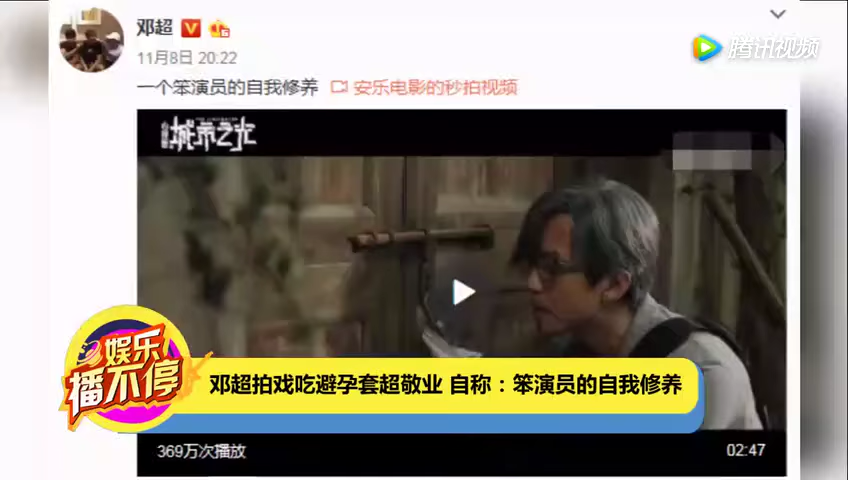 邓超
11月8日 20:22
腾讯视频
一个笨演员的自我修养 安乐电影的秒拍视频
心理罪
城市之光
娱乐
播不停
邓超拍戏吃避孕套超敬业 自称：笨演员的自我修养
369万次播放
02:47